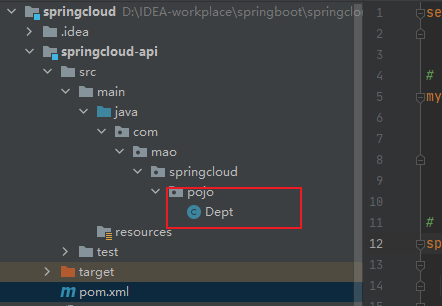 springcloud D:\IDEA-workplace\springboot\springclo
.idea
springcloud-api
src
main
java
com
mao
springcloud
pojo
Dept
resources
test
target
pom.xml
1 se
2
3
4 #
5 my
6
7
8
9
10
11 #
12 sp
13
14
15
16